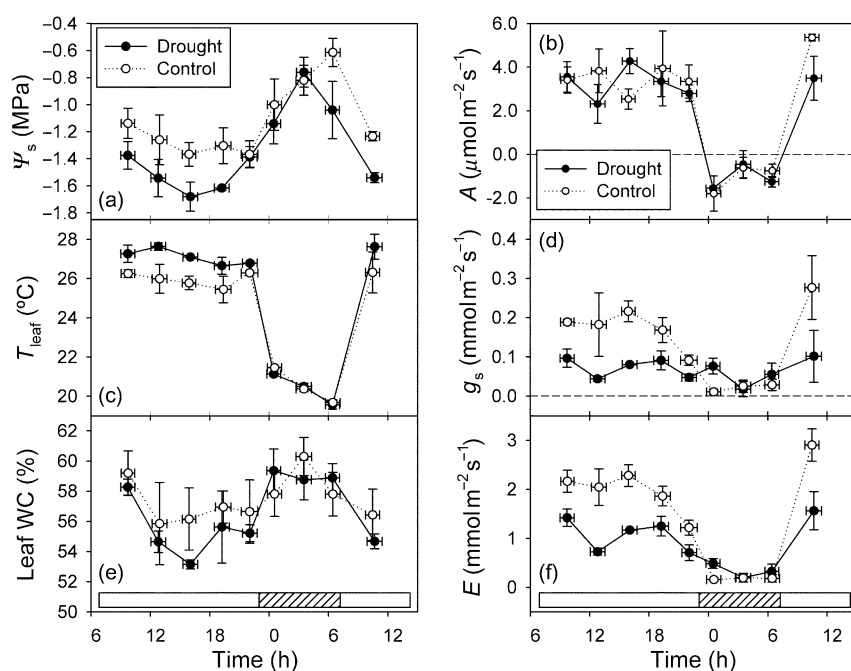 −0.4
−0.6
−0.8
−1.0
−1.2
−1.4
−1.6
−1.8
Ψs (MPa)
Drought
Control
(a)
6.0
4.0
2.0
0.0
-2.0
A (μmol m−2 s−1)
(b)
Drought
Control
28
26
24
22
20
Tleaf (ºC)
(c)
0.4
0.3
0.2
0.1
0.0
gs (mmol m−2 s−1)
(d)
62
60
58
56
54
52
50
Leaf WC (%)
(e)
3
2
1
0
E (mmol m−2 s−1)
(f)
6 12 18 0 6 12
Time (h)
6 12 18 0 6 12
Time (h)